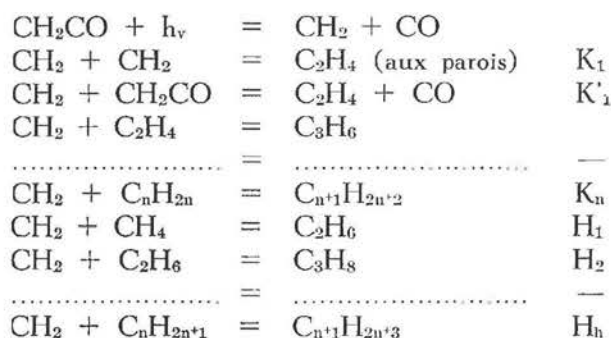 CH₂CO + hᵥ = CH₂ + CO
CH₂ + CH₂ = C₂H₄ (aux parois) K₁
CH₂ + CH₂CO = C₂H₄ + CO K'₁
CH₂ + C₂H₄ = C₃H₆
.............................. = .............................. —
CH₂ + CₙH₂ₙ = Cₙ₊₁H₂ₙ₊₂ Kₙ
CH₂ + CH₄ = C₂H₆ H₁
CH₂ + C₂H₆ = C₃H₈ H₂
.............................. = .............................. —
CH₂ + CₙH₂ₙ₊₁ = Cₙ₊₁H₂ₙ₊₃ Hₕ